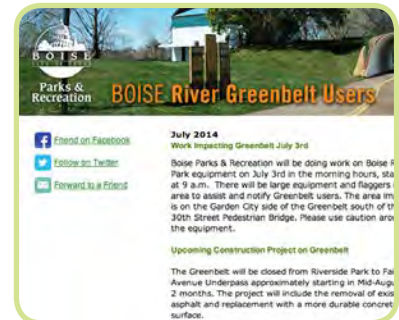 BOISE
Parks &
Recreation
BOISE River Greenbelt Users
Friend on Facebook
Follow on Twitter
Forward to a Friend
July 2014
Work Impacting Greenbelt July 3rd
Boise Parks & Recreation will be doing work on Boise
Park equipment on July 3rd in the morning hours, sta
at 9 a.m. There will be large equipment and flaggers
area to assist and notify Greenbelt users. The area im
is on the Garden City side of the Greenbelt south of th
30th Street Pedestrian Bridge. Please use caution aro
the equipment.
Upcoming Construction Project on Greenbelt
The Greenbelt will be closed from Riverside Park to Fai
Avenue Underpass approximately starting in Mid-Augu
2 months. The project will include the removal of exis
asphalt and replacement with a more durable concret
surface.